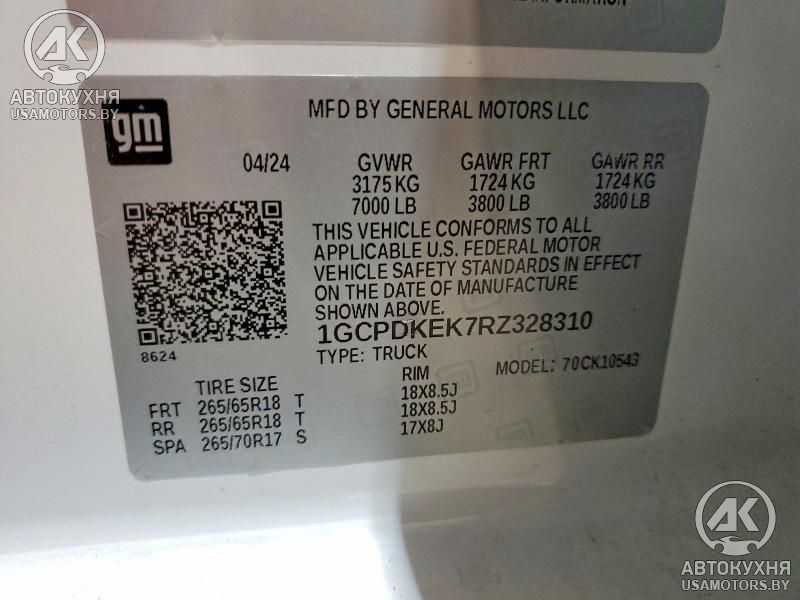 INFORMATION
АК
АВТОКУХНЯ
USAMOTORS.BY
gm
MFD BY GENERAL MOTORS LLC
04/24 GVWR GAWR FRT GAWR RR
3175 KG 1724 KG 1724 KG
7000 LB 3800 LB 3800 LB
THIS VEHICLE CONFORMS TO ALL
APPLICABLE U.S. FEDERAL MOTOR
VEHICLE SAFETY STANDARDS IN EFFECT
ON THE DATE OF MANUFACTURE
SHOWN ABOVE.
1GCPDKEK7RZ328310
8624
TYPE: TRUCK MODEL: 70CK10543
TIRE SIZE RIM
FRT 265/65R18 T 18X8.5J
RR 265/65R18 T 18X8.5J
SPA 265/70R17 S 17X8J
АК
АВТОКУХНЯ
USAMOTORS.BY